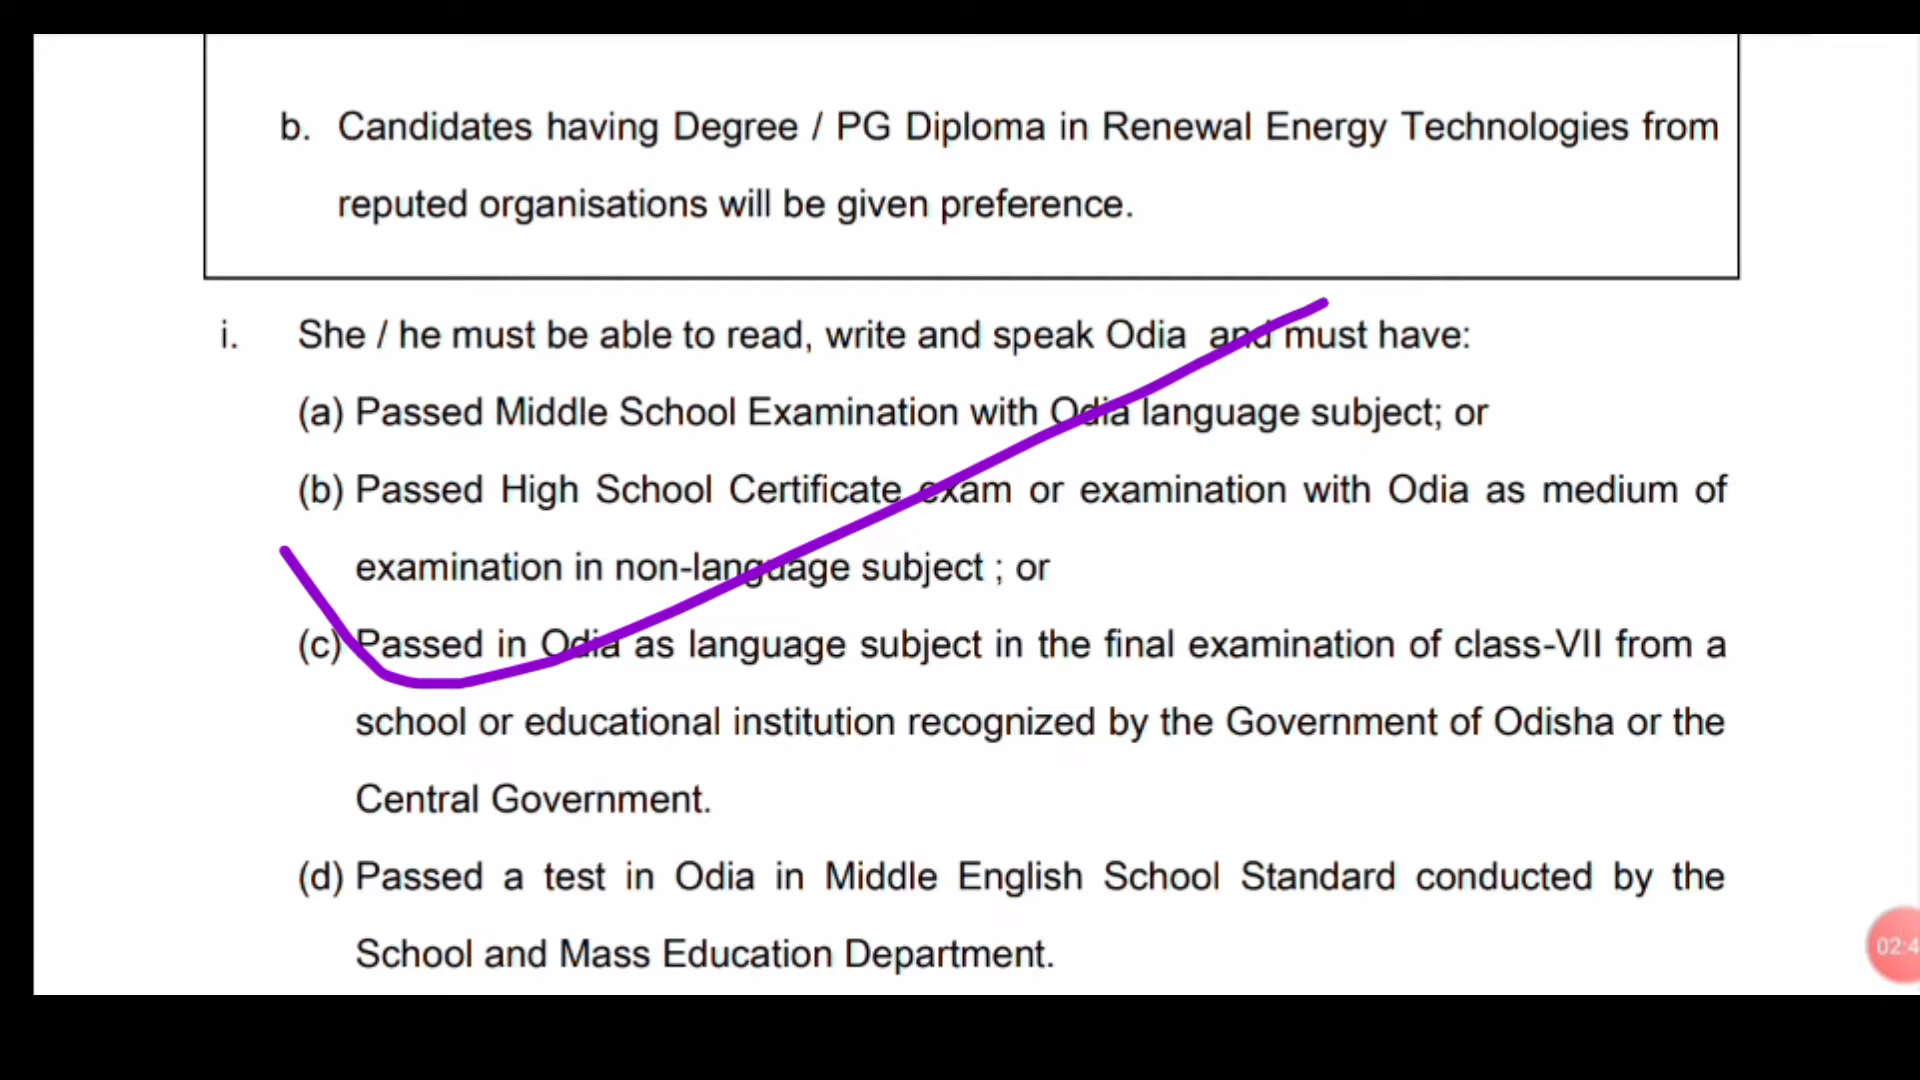 b. Candidates having Degree / PG Diploma in Renewal Energy Technologies from
reputed organisations will be given preference.
i. She / he must be able to read, write and speak Odia and must have:
(a) Passed Middle School Examination with Odia language subject; or
(b) Passed High School Certificate exam or examination with Odia as medium of
examination in non-language subject ; or
(c) Passed in Odia as language subject in the final examination of class-VII from a
school or educational institution recognized by the Government of Odisha or the
Central Government.
(d) Passed a test in Odia in Middle English School Standard conducted by the
School and Mass Education Department.
02:4